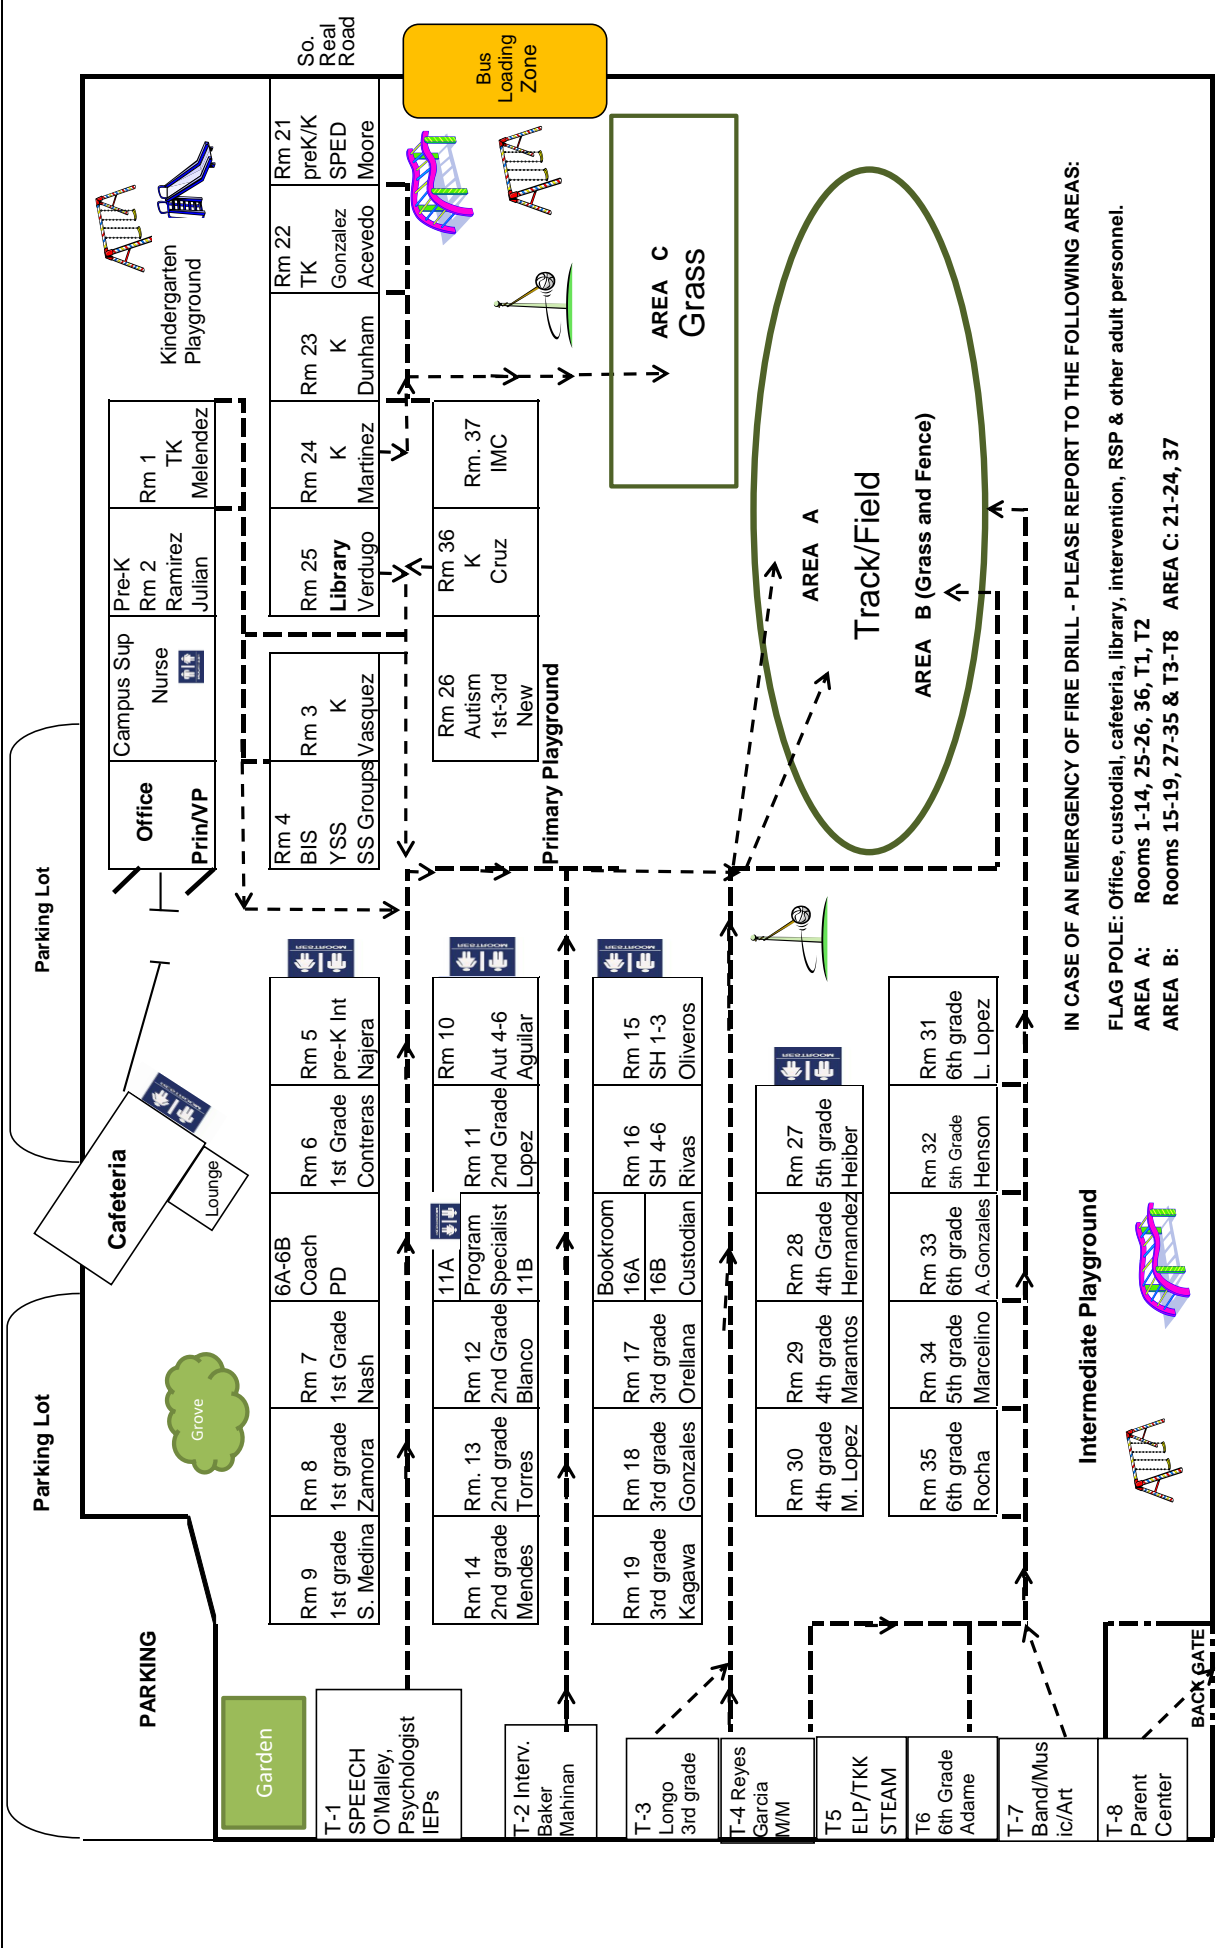 Parking Lot
Parking Lot
PARKING
So.
Real
Road
Bus
Loading
Zone
Kindergarten
Playground
Cafeteria
Lounge
Grove
Garden
Office
Prin/VP
Campus Sup
Nurse
Pre-K
Rm 2
Ramirez
Julian
Rm 1
TK
Melendez
Rm 9
1st grade
S. Medina
Rm 8
1st grade
Zamora
Rm 7
1st Grade
Nash
6A-6B
Coach
PD
Rm 6
1st Grade
Contreras
Rm 5
pre-K Int
Najera
RESTROOM
Rm 4
BIS
YSS
SS Groups
Rm 3
K
Vasquez
Rm 25
Library
Verdugo
Rm 24
K
Martinez
Rm 23
K
Dunham
Rm 22
TK
Gonzalez
Acevedo
Rm 21
preK/K
SPED
Moore
Rm 14
2nd grade
Mendes
Rm. 13
2nd grade
Torres
Rm 12
2nd Grade
Blanco
11A
Program
Specialist
11B
Rm 11
2nd Grade
Lopez
Rm 10
Aut 4-6
Aguilar
RESTROOM
Rm 26
Autism
1st-3rd
New
Rm 36
K
Cruz
Rm. 37
IMC
Primary Playground
Rm 19
3rd grade
Kagawa
Rm 18
3rd grade
Gonzales
Rm 17
3rd grade
Orellana
Bookroom
16A
16B
Custodian
Rm 16
SH 4-6
Rivas
Rm 15
SH 1-3
Oliveros
RESTROOM
AREA C
Grass
Rm 30
4th grade
M. Lopez
Rm 29
4th grade
Marantos
Rm 28
4th Grade
Hernandez
Rm 27
5th grade
Heiber
RESTROOM
AREA A
Track/Field
AREA B (Grass and Fence)
Rm 35
6th grade
Rocha
Rm 34
5th grade
Marcelino
Rm 33
6th grade
A.Gonzales
Rm 32
5th Grade
Henson
Rm 31
6th grade
L. Lopez
T-1
SPEECH
O'Malley,
Psychologist
IEPs
T-2 Interv.
Baker
Mahinan
T-3
Longo
3rd grade
T-4 Reyes
Garcia
M/M
T5
ELP/TKK
STEAM
T6
6th Grade
Adame
T-7
Band/Mus
ic/Art
T-8
Parent
Center
BACK GATE
Intermediate Playground
IN CASE OF AN EMERGENCY OF FIRE DRILL - PLEASE REPORT TO THE FOLLOWING AREAS:
FLAG POLE: Office, custodial, cafeteria, library, intervention, RSP & other adult personnel.
AREA A: Rooms 1-14, 25-26, 36, T1, T2
AREA B: Rooms 15-19, 27-35 & T3-T8 AREA C: 21-24, 37